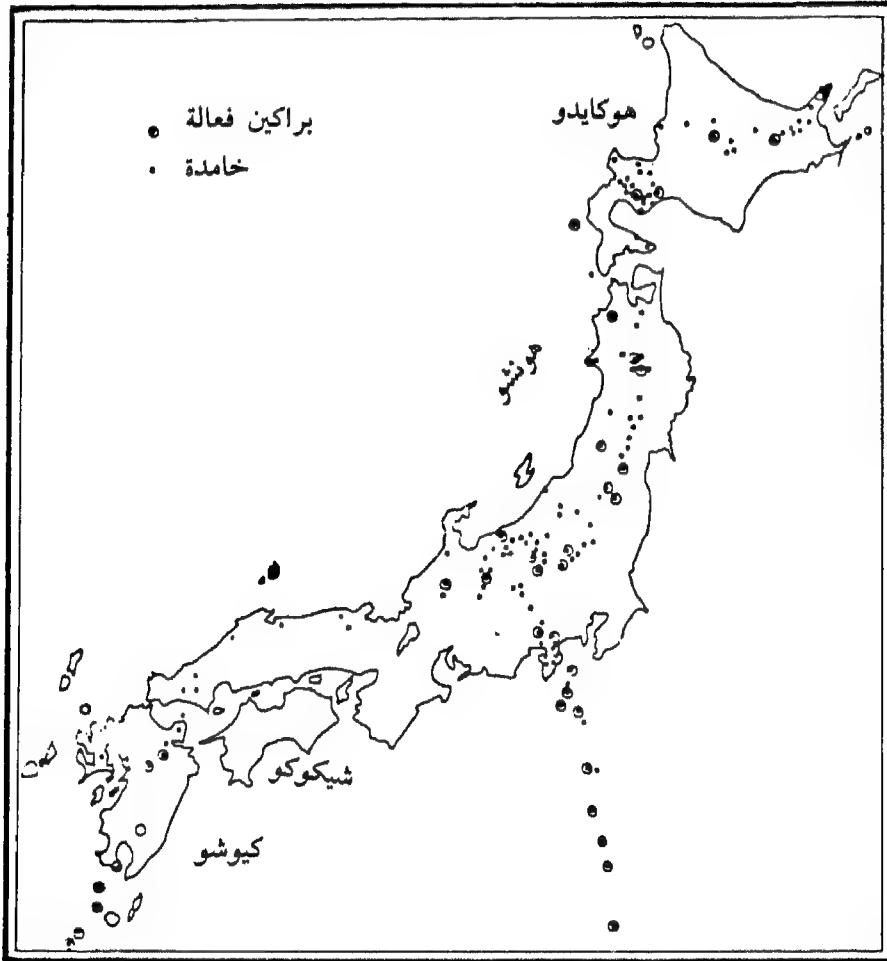 براكين فعالة
خامدة
هوكايدو
هونشو
شيكوكو
كيوشو